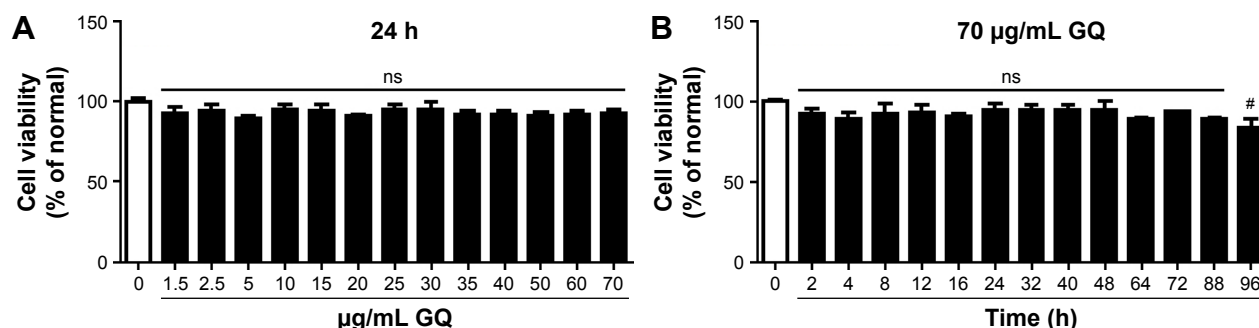 A
24 h
Cell viability
(% of normal)
150
100
50
0
ns
0 1.5 2.5 5 10 15 20 25 30 35 40 50 60 70
µg/mL GQ
B
70 µg/mL GQ
Cell viability
(% of normal)
150
100
50
0
ns
#
0 2 4 8 12 16 24 32 40 48 64 72 88 96
Time (h)